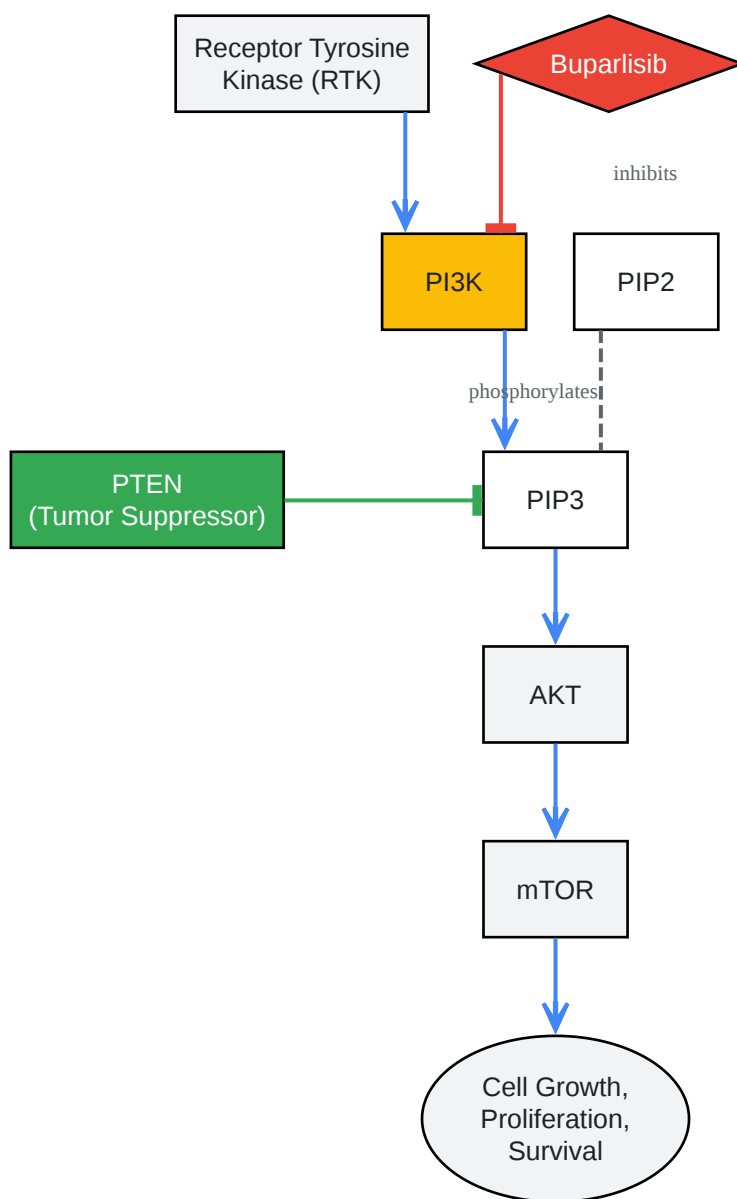 Receptor Tyrosine
Kinase (RTK)
Buparlisib
inhibits
PI3K
PIP2
phosphorylates
PTEN
(Tumor Suppressor)
PIP3
AKT
mTOR
Cell Growth,
Proliferation,
Survival